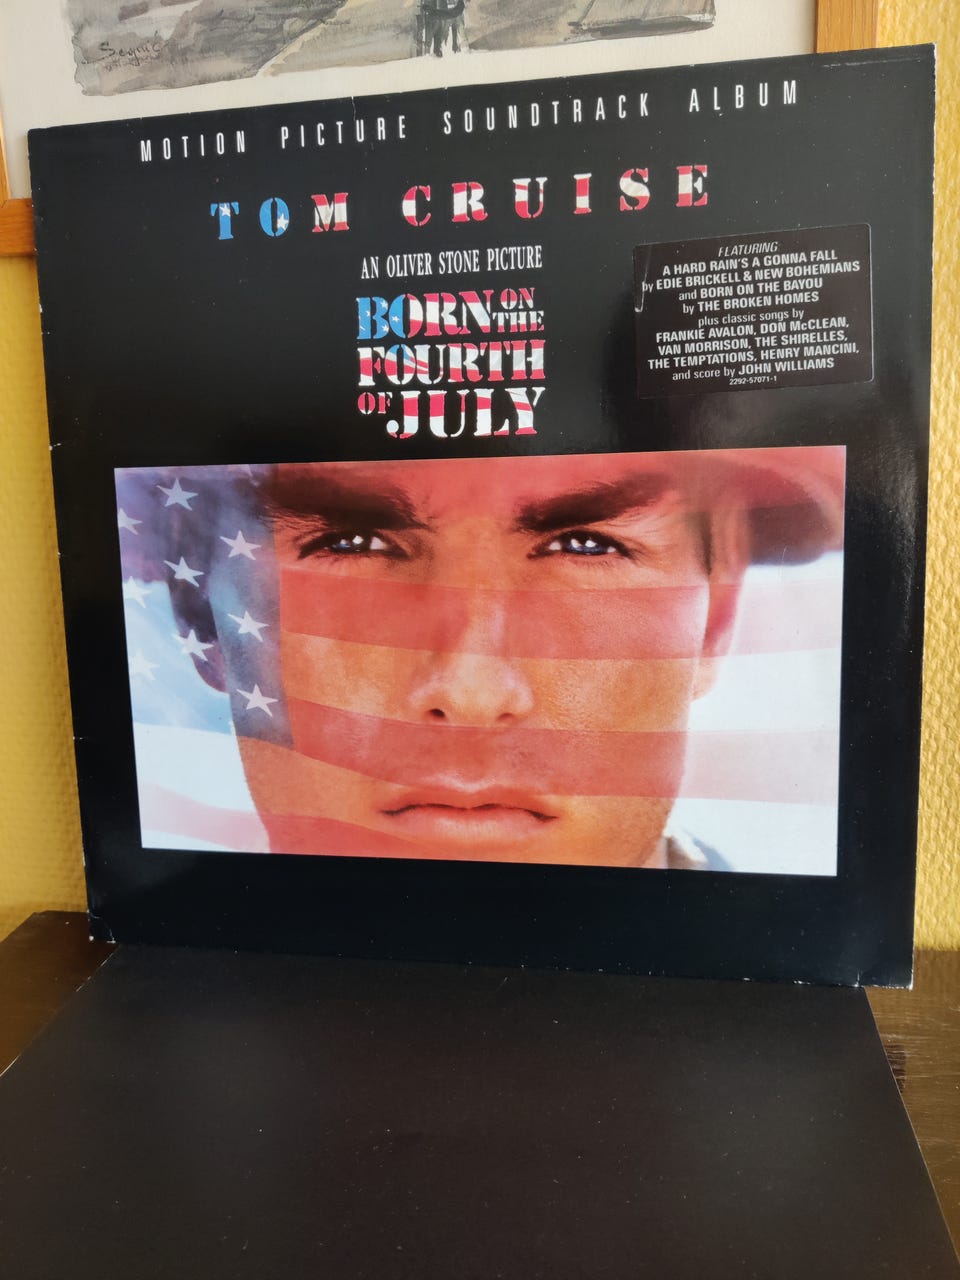 Segnić
MOTION PICTURE SOUNDTRACK ALBUM
TOM CRUISE
AN OLIVER STONE PICTURE
BORN ON THE
FOURTH
OF JULY
FEATURING
A HARD RAIN'S A GONNA FALL
by EDIE BRICKELL & NEW BOHEMIANS
and BORN ON THE BAYOU
by THE BROKEN HOMES
plus classic songs by
FRANKIE AVALON, DON McCLEAN,
VAN MORRISON, THE SHIRELLES,
THE TEMPTATIONS, HENRY MANCINI,
and score by JOHN WILLIAMS
2292-57071-1